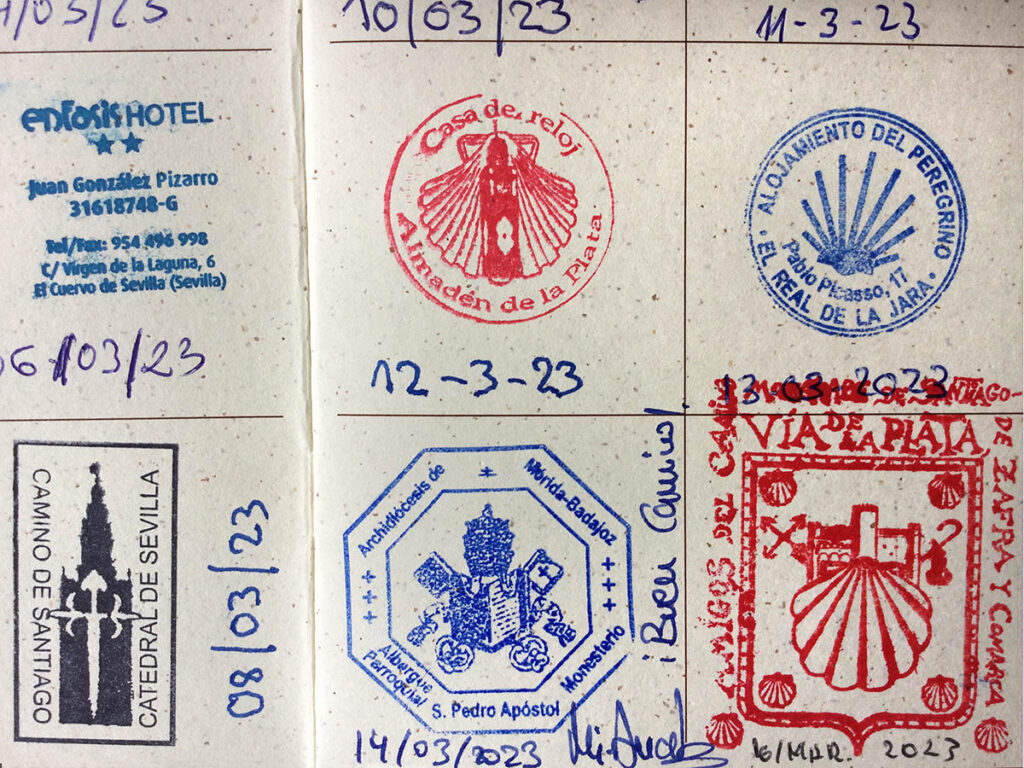 /03/23
enfasis HOTEL
Juan González Pizarro
31618748-G
Tel/Fax: 954 496 998
C/ Virgen de la Laguna, 6
El Cuervo de Sevilla (Sevilla)
06/03/23
CAMINO DE SANTIAGO
CATEDRAL DE SEVILLA
08/03/23
10/03/23
11-3-23
Casa de reloj
Almadén de la Plata
12-3-23
ALOJAMIENTO DEL PEREGRINO
Pablo Picasso, 17
· EL REAL DE LA JARA ·
13-03-2023
Archidiócesis de
Mérida-Badajoz
Albergue
Parroquial
S. Pedro Apóstol
Monesterio
14/03/2023
¡Buen Camino!
AMIGOS DEL CAMINO
DE SANTIAGO-
DE ZAFRA Y COMARCA
VÍA DE LA PLATA
16/MAR. 2023